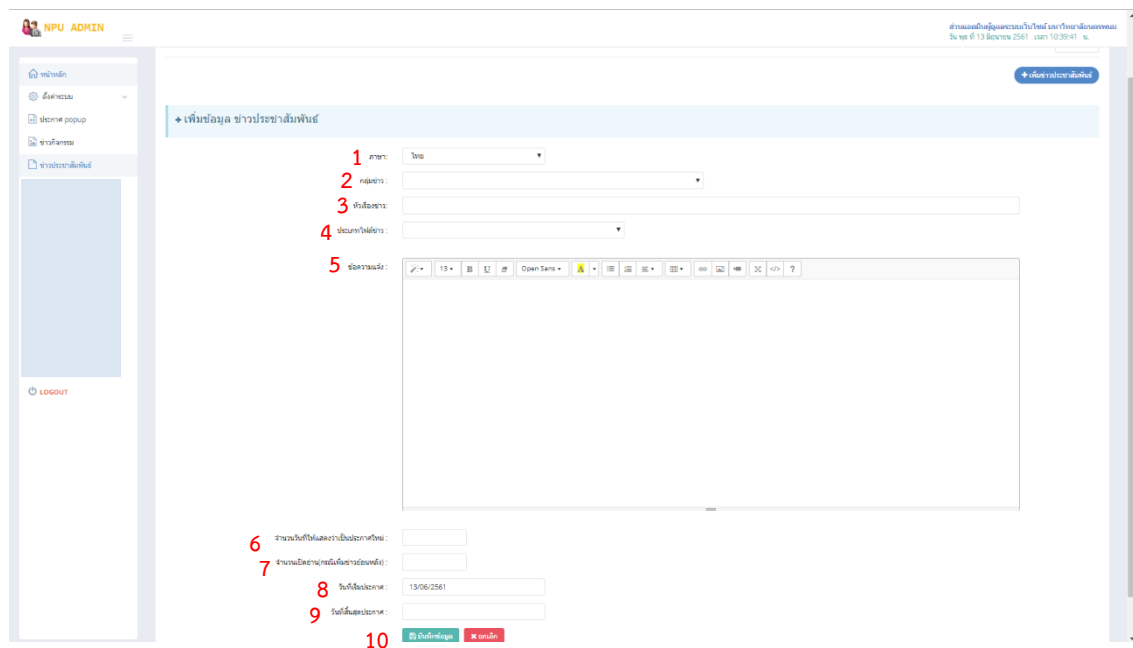 NPU ADMIN
ส่วนแอดมินผู้ดูแลระบบเว็บไซต์ มหาวิทยาลัยนครพนม
วัน พุธ ที่ 13 มิถุนายน 2561 เวลา 10:39:41 น.
หน้าหลัก
ตั้งค่าระบบ
ประกาศ popup
ข่าวกิจกรรม
ข่าวประชาสัมพันธ์
LOGOUT
+ เพิ่มข่าวประชาสัมพันธ์
+ เพิ่มข้อมูล ข่าวประชาสัมพันธ์
1 ภาษา: ไทย
2 กลุ่มข่าว :
3 หัวเรื่องข่าว:
4 ประเภทไฟล์ข่าว :
5 ข้อความแจ้ง :
13 B U Open Sans A </> ?
6 จำนวนวันที่ให้แสดงว่าเป็นประกาศใหม่ :
7 จำนวนเปิดอ่าน(กรณีเพิ่มข่าวย้อนหลัง) :
8 วันที่เริ่มประกาศ : 13/06/2561
9 วันที่สิ้นสุดประกาศ :
10 บันทึกข้อมูล ยกเลิก